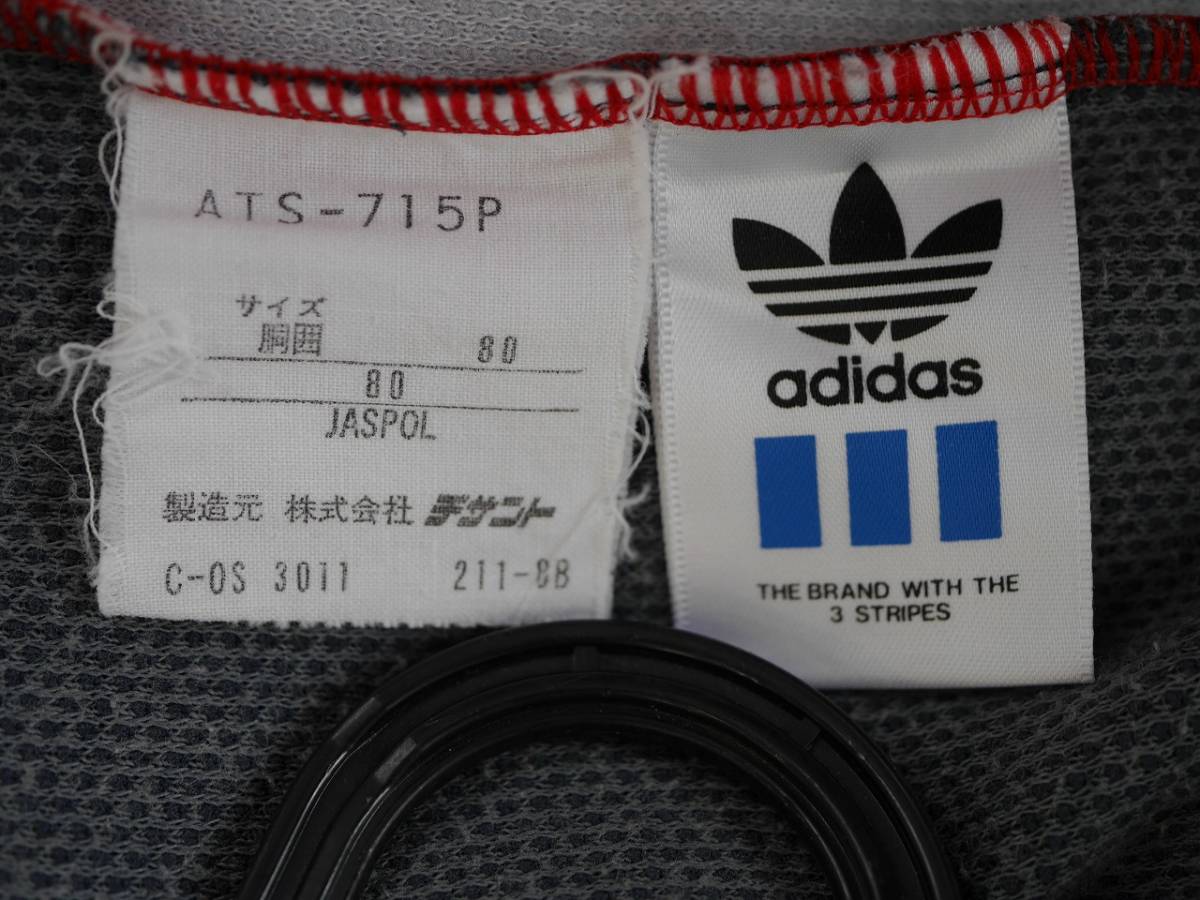 ATS-715P
サイズ
胴囲 80
80
JASPOL
製造元 株式会社 デサント
C-OS 3011 211-8B
adidas
THE BRAND WITH THE
3 STRIPES